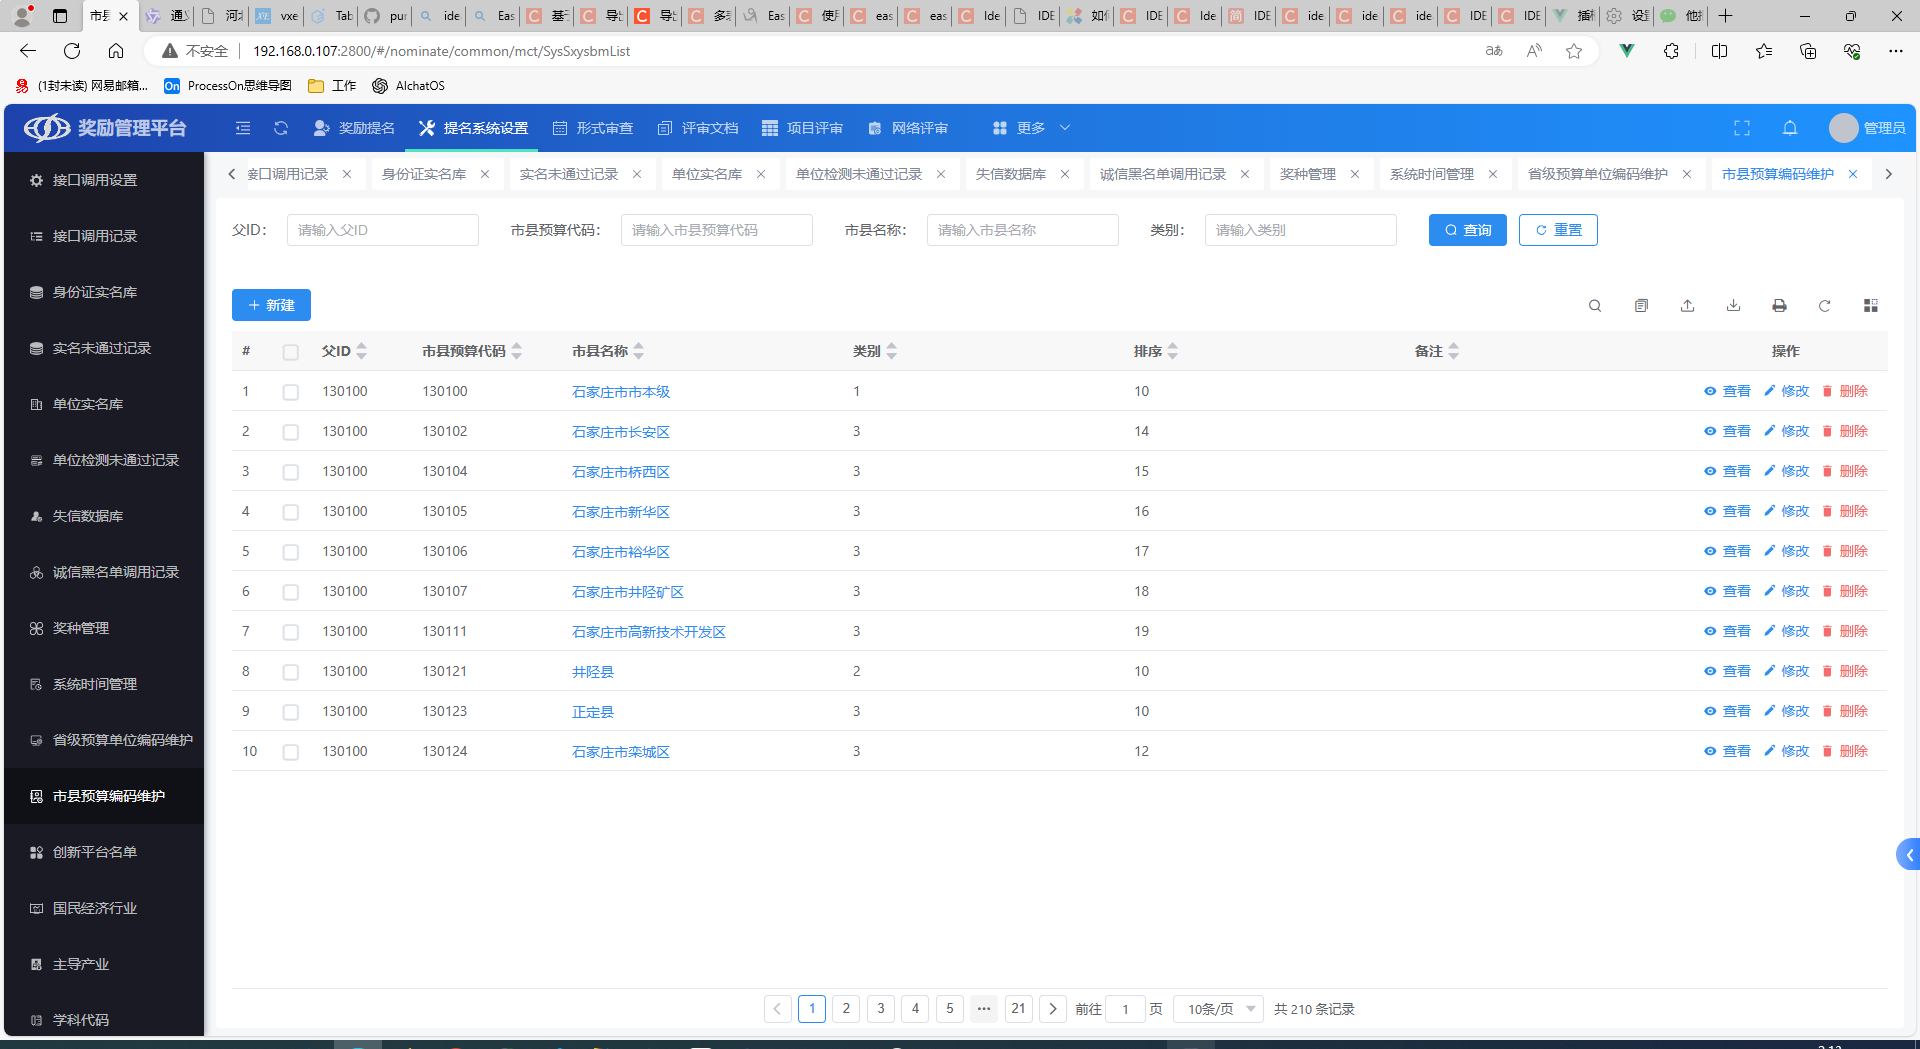 市县
通义
河北
vxe
Tab
pur
ide
Eas
基于
导出
导出
多表
Eas
使用
eas
eas
Ide
IDE
如何
IDE
Ide
IDE
ide
ide
ide
IDE
IDE
插件
设置
不安全
192.168.0.107:2800/#/nominate/common/mct/SysSxysbmList
(1封未读) 网易邮箱...
On ProcessOn思维导图
工作
AIchatOS
奖励管理平台
奖励提名
提名系统设置
形式审查
评审文档
项目评审
网络评审
更多
管理员
接口调用设置
接口调用记录
身份证实名库
实名未通过记录
单位实名库
单位检测未通过记录
失信数据库
诚信黑名单调用记录
奖种管理
系统时间管理
省级预算单位编码维护
市县预算编码维护
创新平台名单
国民经济行业
主导产业
学科代码
接口调用记录
身份证实名库
实名未通过记录
单位实名库
单位检测未通过记录
失信数据库
诚信黑名单调用记录
奖种管理
系统时间管理
省级预算单位编码维护
市县预算编码维护
父ID： 请输入父ID 市县预算代码： 请输入市县预算代码 市县名称： 请输入市县名称 类别： 请输入类别 查询 重置
新建
# 父ID 市县预算代码 市县名称 类别 排序 备注 操作
1 130100 130100 石家庄市市本级 1 10 查看 修改 删除
2 130100 130102 石家庄市长安区 3 14 查看 修改 删除
3 130100 130104 石家庄市桥西区 3 15 查看 修改 删除
4 130100 130105 石家庄市新华区 3 16 查看 修改 删除
5 130100 130106 石家庄市裕华区 3 17 查看 修改 删除
6 130100 130107 石家庄市井陉矿区 3 18 查看 修改 删除
7 130100 130111 石家庄市高新技术开发区 3 19 查看 修改 删除
8 130100 130121 井陉县 2 10 查看 修改 删除
9 130100 130123 正定县 3 10 查看 修改 删除
10 130100 130124 石家庄市栾城区 3 12 查看 修改 删除
1 2 3 4 5 ··· 21 前往 1 页 10条/页 共 210 条记录